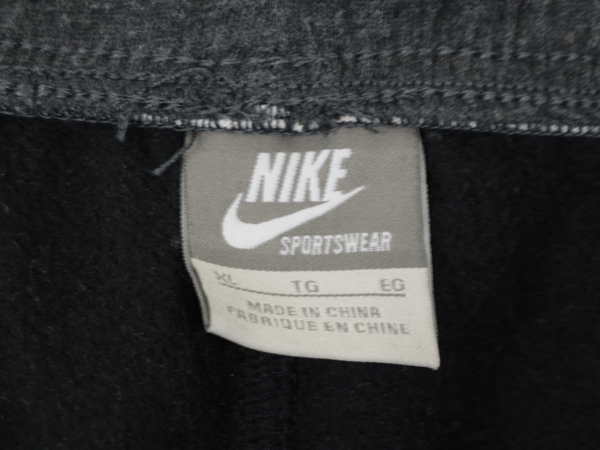 NIKE
SPORTSWEAR
XL TG EG
MADE IN CHINA
FABRIQUE EN CHINE